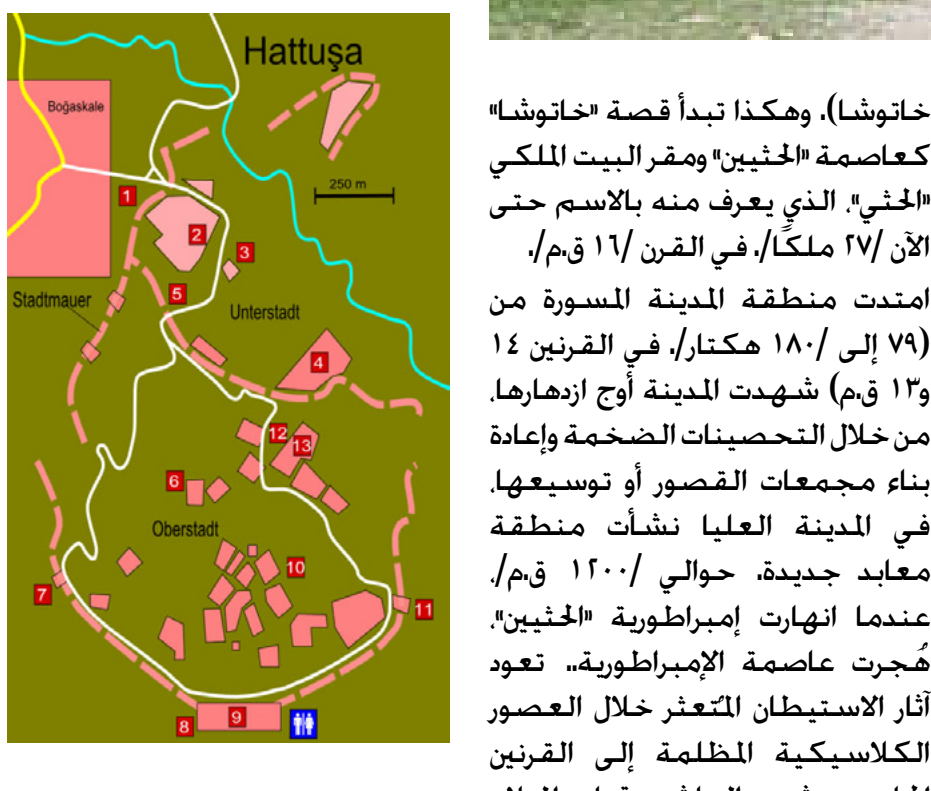 Hattuşa
Boğaskale
250 m
1
2
3
5
Stadtmauer
Unterstadt
4
12
13
6
Oberstadt
10
7
11
9
8
خاتوشا). وهكذا تبدأ قصة «خاتوشا»
كعاصمة «الحثيين» ومقر البيت الملكي
«الحثي»، الذي يعرف منه بالاسم حتى
الآن /٢٧ ملكًا/. في القرن /١٦ ق.م/.
امتدت منطقة المدينة المسورة من
(٧٩ إلى /١٨٠ هكتار/. في القرنين ١٤
و١٣ ق.م) شهدت المدينة أوج ازدهارها،
من خلال التحصينات الضخمة وإعادة
بناء مجمعات القصور أو توسيعها،
في المدينة العليا نشأت منطقة
معابد جديدة. حوالي /١٢٠٠ ق.م/،
عندما انهارت إمبراطورية «الحثيين»،
هُجرت عاصمة الإمبراطورية.. تعود
آثار الاستيطان المُتعثر خلال العصور
الكلاسيكية المظلمة إلى القرنين